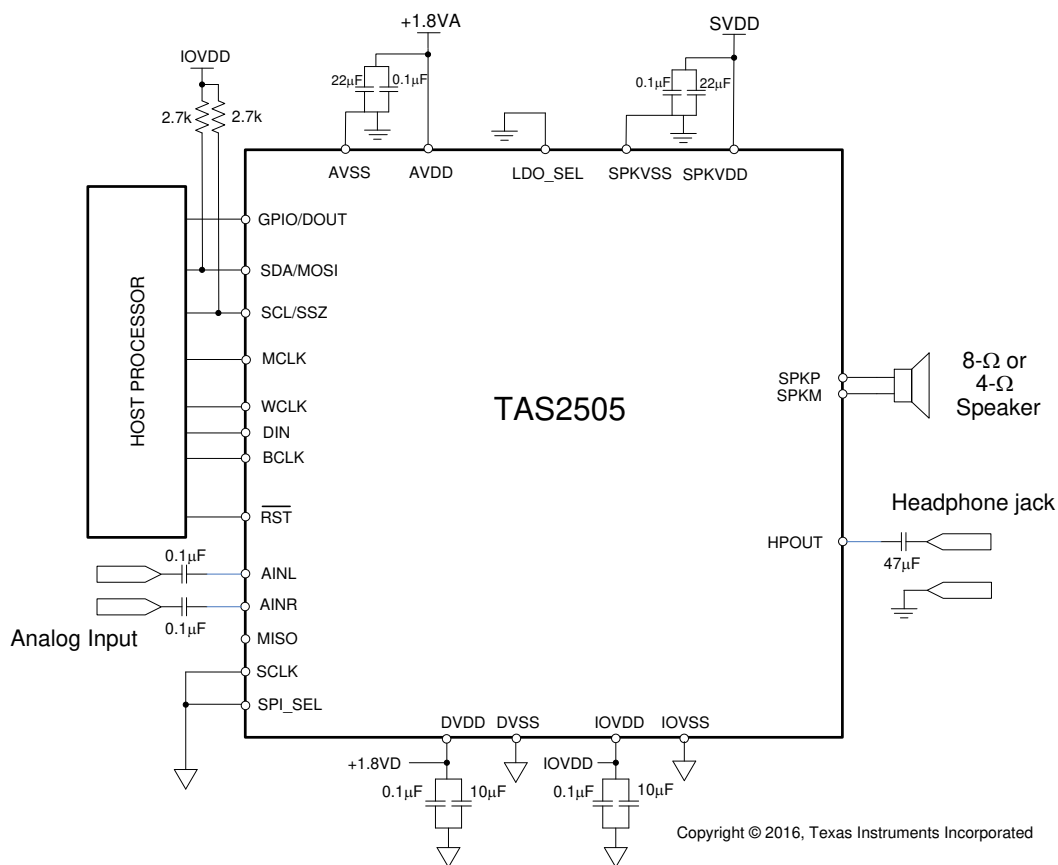 +1.8VA
SVDD
IOVDD
22μF
0.1μF
0.1μF
22μF
2.7k
2.7k
AVSS
AVDD
LDO_SEL
SPKVSS
SPKVDD
HOST PROCESSOR
GPIO/DOUT
SDA/MOSI
SCL/SSZ
MCLK
WCLK
DIN
BCLK
RST
TAS2505
SPKP
SPKM
8-Ω or
4-Ω
Speaker
Headphone jack
HPOUT
47μF
0.1μF
AINL
AINR
0.1μF
Analog Input
MISO
SCLK
SPI_SEL
DVDD
DVSS
IOVDD
IOVSS
+1.8VD
IOVDD
0.1μF
10μF
0.1μF
10μF
Copyright © 2016, Texas Instruments Incorporated